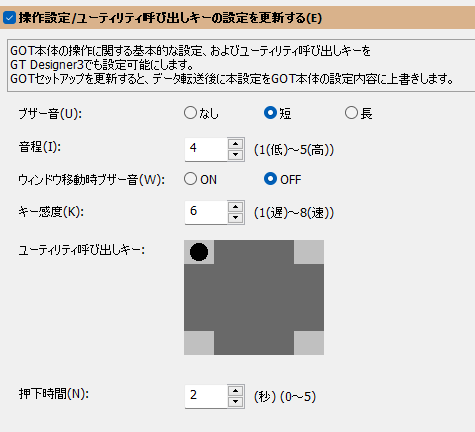 操作設定/ユーティリティ呼び出しキーの設定を更新する(E)
GOT本体の操作に関する基本的な設定、およびユーティリティ呼び出しキーを
GT Designer3でも設定可能にします。
GOTセットアップを更新すると、データ転送後に本設定をGOT本体の設定内容に上書きします。
ブザー音(U): なし 短 長
音程(I): 4 (1(低)～5(高))
ウィンドウ移動時ブザー音(W): ON OFF
キー感度(K): 6 (1(遅)～8(速))
ユーティリティ呼び出しキー:
押下時間(N): 2 (秒) (0～5)